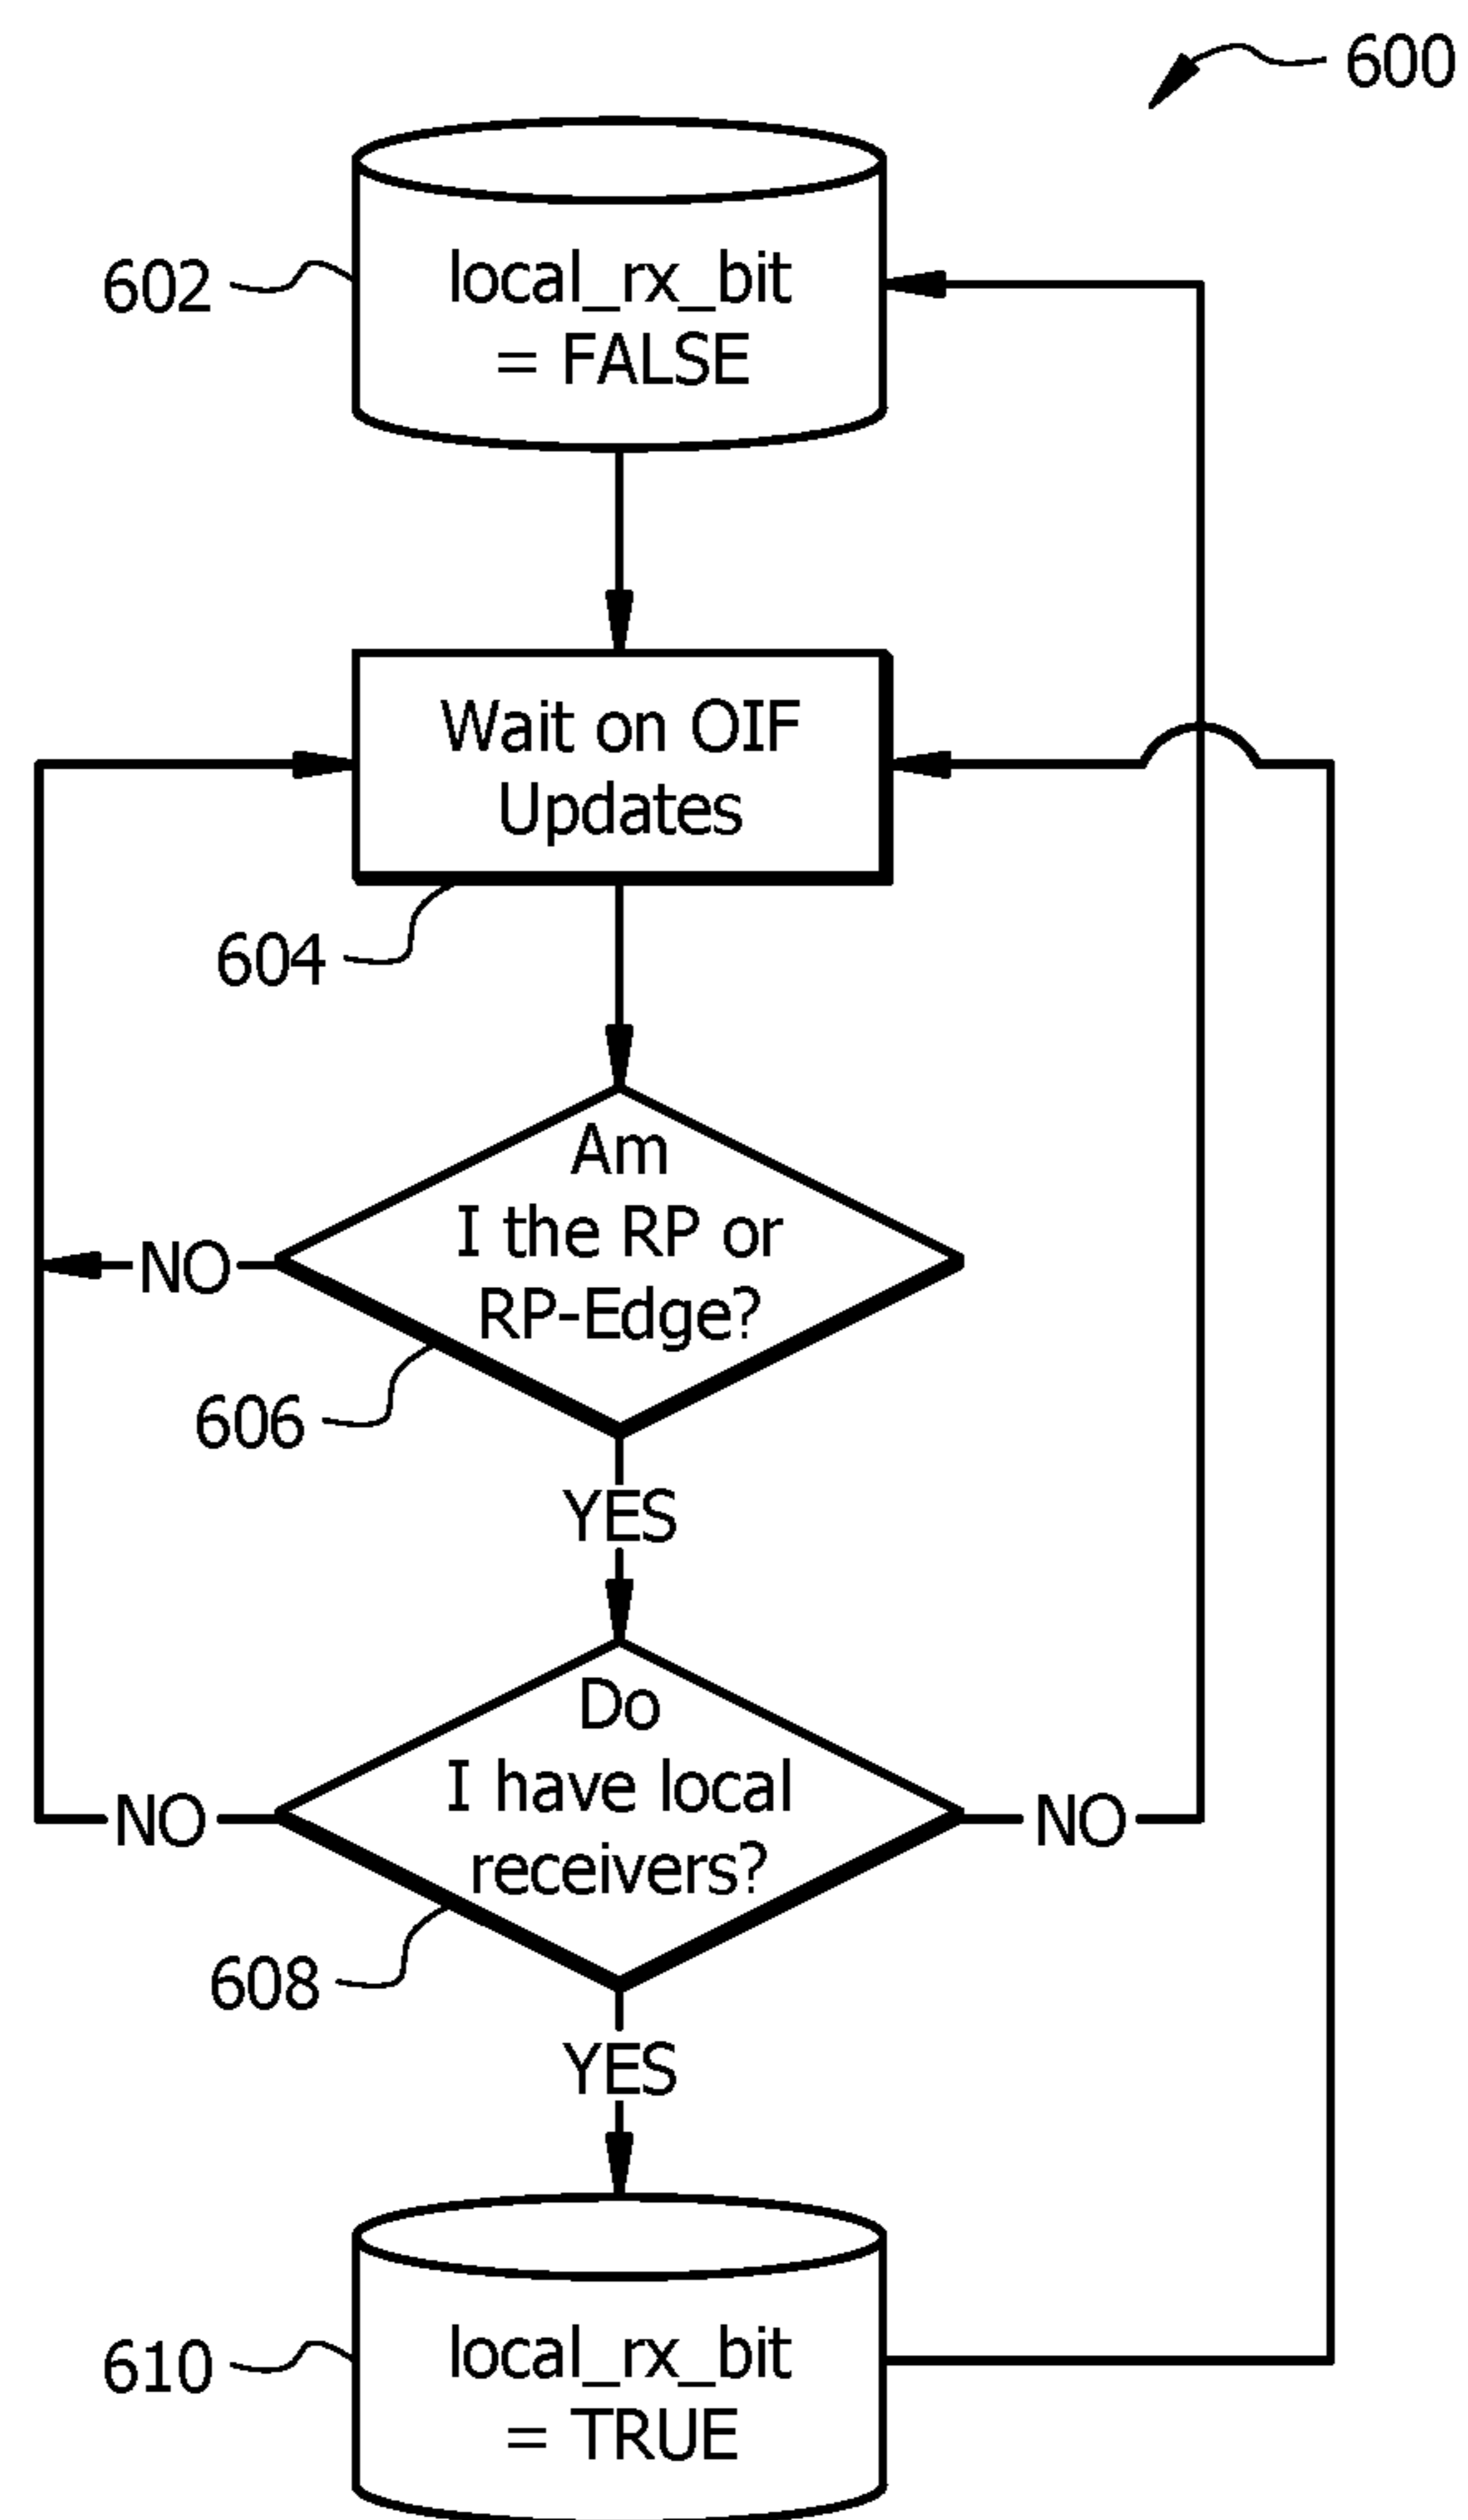 600
602
local_rx_bit
= FALSE
Wait on OIF
Updates
604
Am
I the RP or
RP-Edge?
NO
606
YES
Do
I have local
receivers?
NO
NO
608
YES
610
local_rx_bit
= TRUE